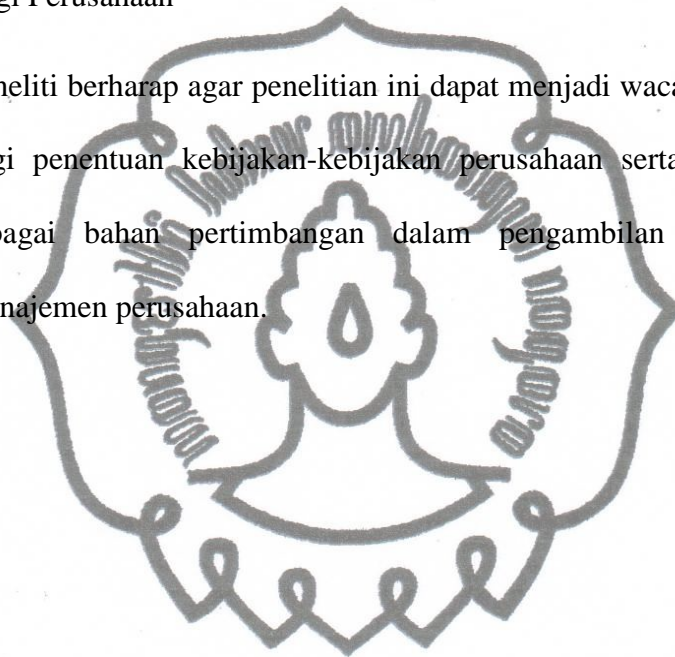 gi Perusahaan
neliti berharap agar penelitian ini dapat menjadi waca
gi penentuan kebijakan-kebijakan perusahaan serta
bagai bahan pertimbangan dalam pengambilan
najemen perusahaan.